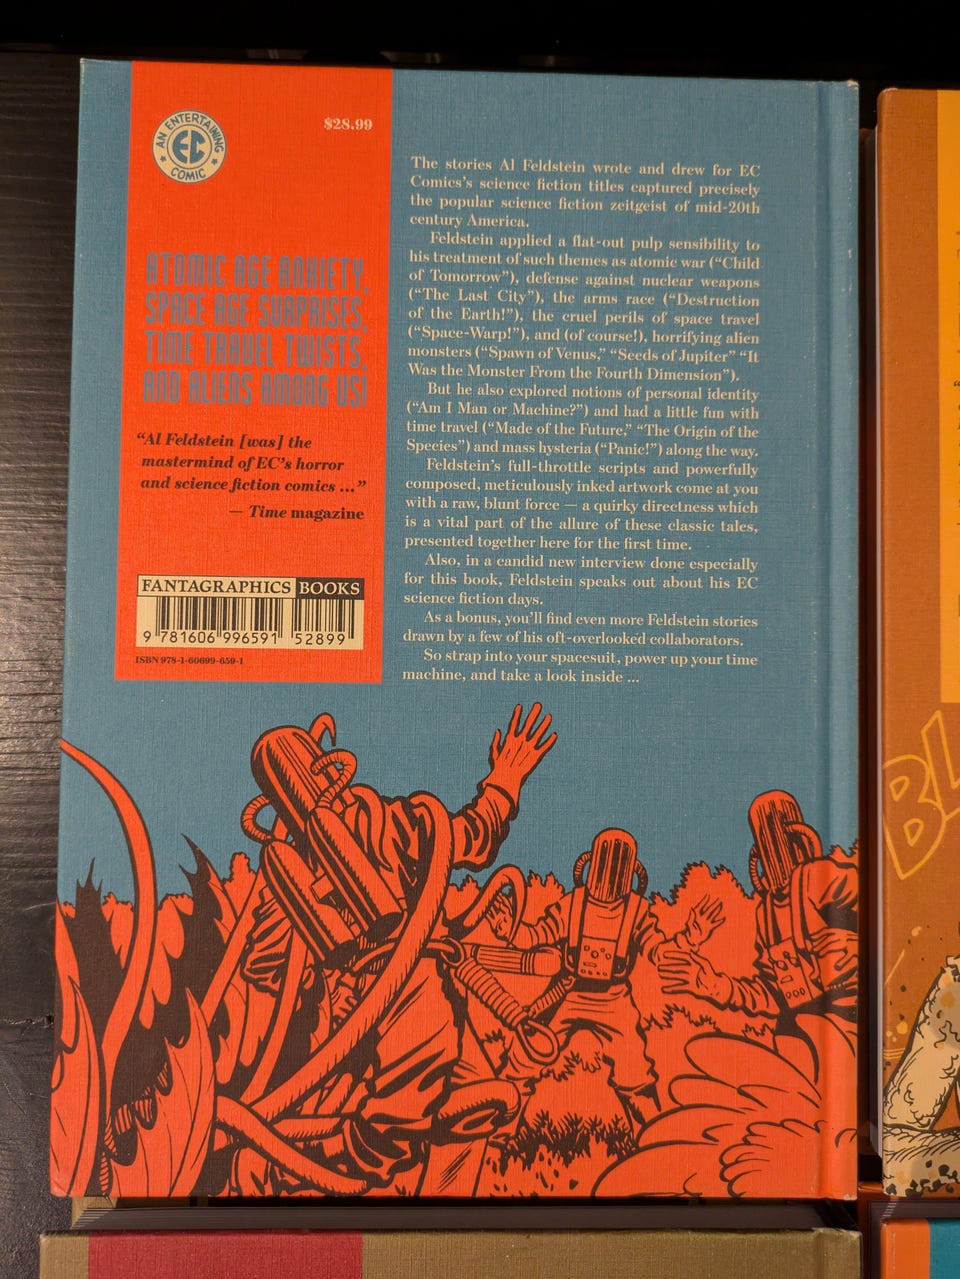 AN ENTERTAINING
EC
COMIC
$28.99
ATOMIC AGE ANXIETY,
SPACE AGE SURPRISES,
TIME TRAVEL TWISTS,
AND ALIENS AMONG US!
“Al Feldstein [was] the
mastermind of EC’s horror
and science fiction comics ...”
— Time magazine
FANTAGRAPHICS BOOKS
9 781606 996591 52899
ISBN 978-1-60699-659-1
The stories Al Feldstein wrote and drew for EC
Comics’s science fiction titles captured precisely
the popular science fiction zeitgeist of mid-20th
century America.
Feldstein applied a flat-out pulp sensibility to
his treatment of such themes as atomic war (“Child
of Tomorrow”), defense against nuclear weapons
(“The Last City”), the arms race (“Destruction
of the Earth!”), the cruel perils of space travel
(“Space-Warp!”), and (of course!), horrifying alien
monsters (“Spawn of Venus,” “Seeds of Jupiter” “It
Was the Monster From the Fourth Dimension”).
But he also explored notions of personal identity
(“Am I Man or Machine?”) and had a little fun with
time travel (“Made of the Future,” “The Origin of the
Species”) and mass hysteria (“Panic!”) along the way.
Feldstein’s full-throttle scripts and powerfully
composed, meticulously inked artwork come at you
with a raw, blunt force — a quirky directness which
is a vital part of the allure of these classic tales,
presented together here for the first time.
Also, in a candid new interview done especially
for this book, Feldstein speaks out about his EC
science fiction days.
As a bonus, you’ll find even more Feldstein stories
drawn by a few of his oft-overlooked collaborators.
So strap into your spacesuit, power up your time
machine, and take a look inside ...
BL